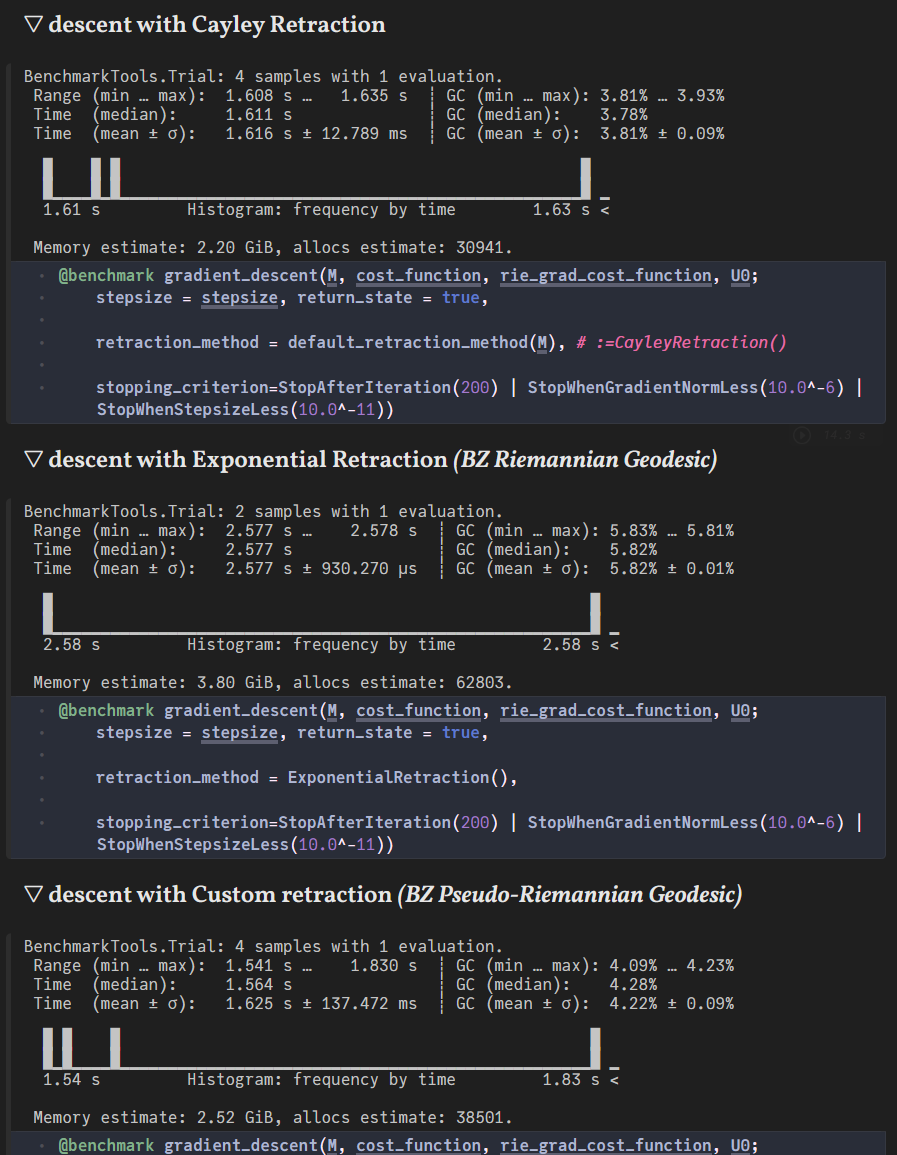 ▽ descent with Cayley Retraction
BenchmarkTools.Trial: 4 samples with 1 evaluation.
Range (min … max): 1.608 s … 1.635 s ┊ GC (min … max): 3.81% … 3.93%
Time (median): 1.611 s ┊ GC (median): 3.78%
Time (mean ± σ): 1.616 s ± 12.789 ms ┊ GC (mean ± σ): 3.81% ± 0.09%
1.61 s Histogram: frequency by time 1.63 s <
Memory estimate: 2.20 GiB, allocs estimate: 30941.
@benchmark gradient_descent(M, cost_function, rie_grad_cost_function, U0;
stepsize = stepsize, return_state = true,
retraction_method = default_retraction_method(M), # :=CayleyRetraction()
stopping_criterion=StopAfterIteration(200) | StopWhenGradientNormLess(10.0^-6) |
StopWhenStepsizeLess(10.0^-11))
▽ descent with Exponential Retraction (BZ Riemannian Geodesic)
BenchmarkTools.Trial: 2 samples with 1 evaluation.
Range (min … max): 2.577 s … 2.578 s ┊ GC (min … max): 5.83% … 5.81%
Time (median): 2.577 s ┊ GC (median): 5.82%
Time (mean ± σ): 2.577 s ± 930.270 μs ┊ GC (mean ± σ): 5.82% ± 0.01%
2.58 s Histogram: frequency by time 2.58 s <
Memory estimate: 3.80 GiB, allocs estimate: 62803.
@benchmark gradient_descent(M, cost_function, rie_grad_cost_function, U0;
stepsize = stepsize, return_state = true,
retraction_method = ExponentialRetraction(),
stopping_criterion=StopAfterIteration(200) | StopWhenGradientNormLess(10.0^-6) |
StopWhenStepsizeLess(10.0^-11))
▽ descent with Custom retraction (BZ Pseudo-Riemannian Geodesic)
BenchmarkTools.Trial: 4 samples with 1 evaluation.
Range (min … max): 1.541 s … 1.830 s ┊ GC (min … max): 4.09% … 4.23%
Time (median): 1.564 s ┊ GC (median): 4.28%
Time (mean ± σ): 1.625 s ± 137.472 ms ┊ GC (mean ± σ): 4.22% ± 0.09%
1.54 s Histogram: frequency by time 1.83 s <
Memory estimate: 2.52 GiB, allocs estimate: 38501.
@benchmark gradient_descent(M, cost_function, rie_grad_cost_function, U0;